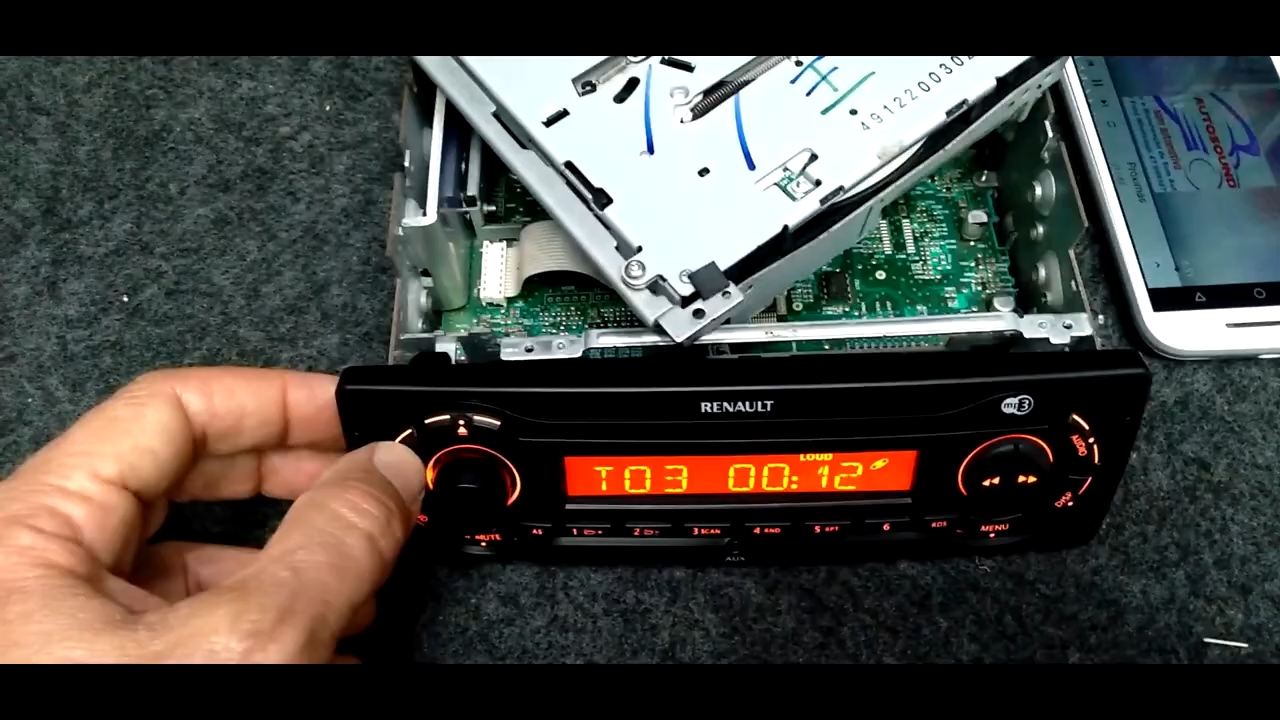 4912200302
AUTOSOUND
Próximas
RENAULT
mp3
AUDIO
LOUD
T03 00:12
DISP
MUTE
AS
1
2
3 SCAN
4 RND
5 RPT
6
RDS
MENU
AUX